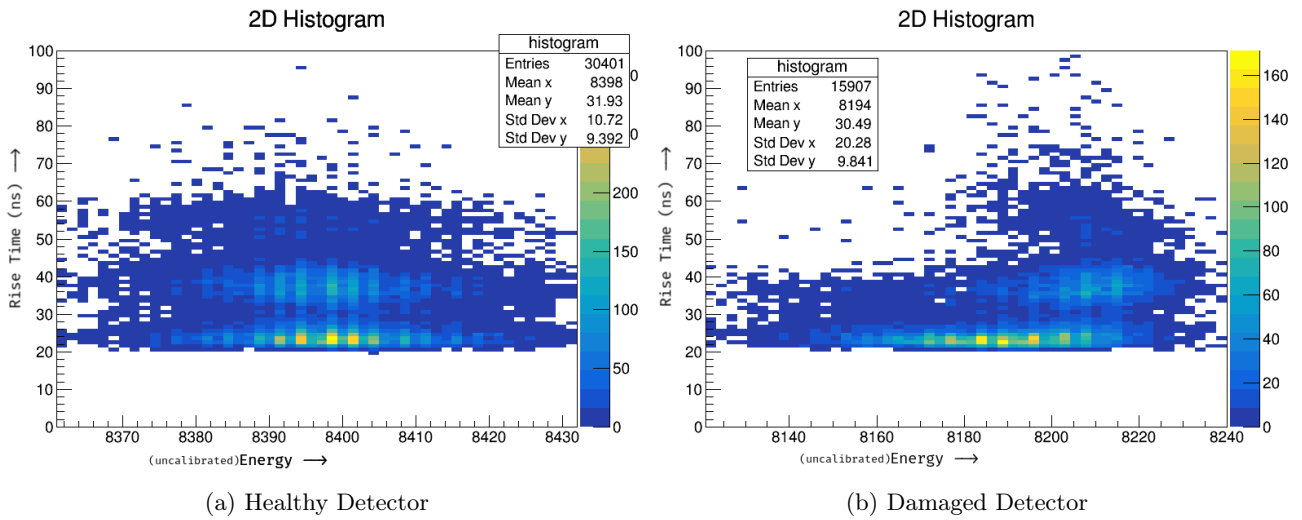 2D Histogram
histogram
Entries 30401
Mean x 8398
Mean y 31.93
Std Dev x 10.72
Std Dev y 9.392
100
90
80
70
60
50
40
30
20
10
0
Rise Time (ns) ⟶
8370 8380 8390 8400 8410 8420 8430
(uncalibrated)Energy ⟶
0
0
200
150
100
50
0
(a) Healthy Detector
2D Histogram
histogram
Entries 15907
Mean x 8194
Mean y 30.49
Std Dev x 20.28
Std Dev y 9.841
100
90
80
70
60
50
40
30
20
10
0
Rise Time (ns) ⟶
8140 8160 8180 8200 8220 8240
(uncalibrated)Energy ⟶
160
140
120
100
80
60
40
20
0
(b) Damaged Detector